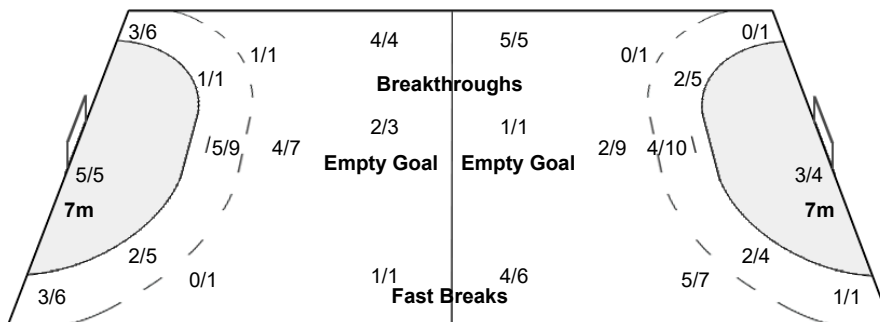 3/6 4/4 5/5 0/1
1/1 0/1
1/1 Breakthroughs 2/5
2/3 1/1
5/9 4/7 2/9 4/10
Empty Goal Empty Goal
5/5 3/4
7m 7m
2/5 2/4
0/1 1/1 4/6 5/7
3/6 Fast Breaks 1/1